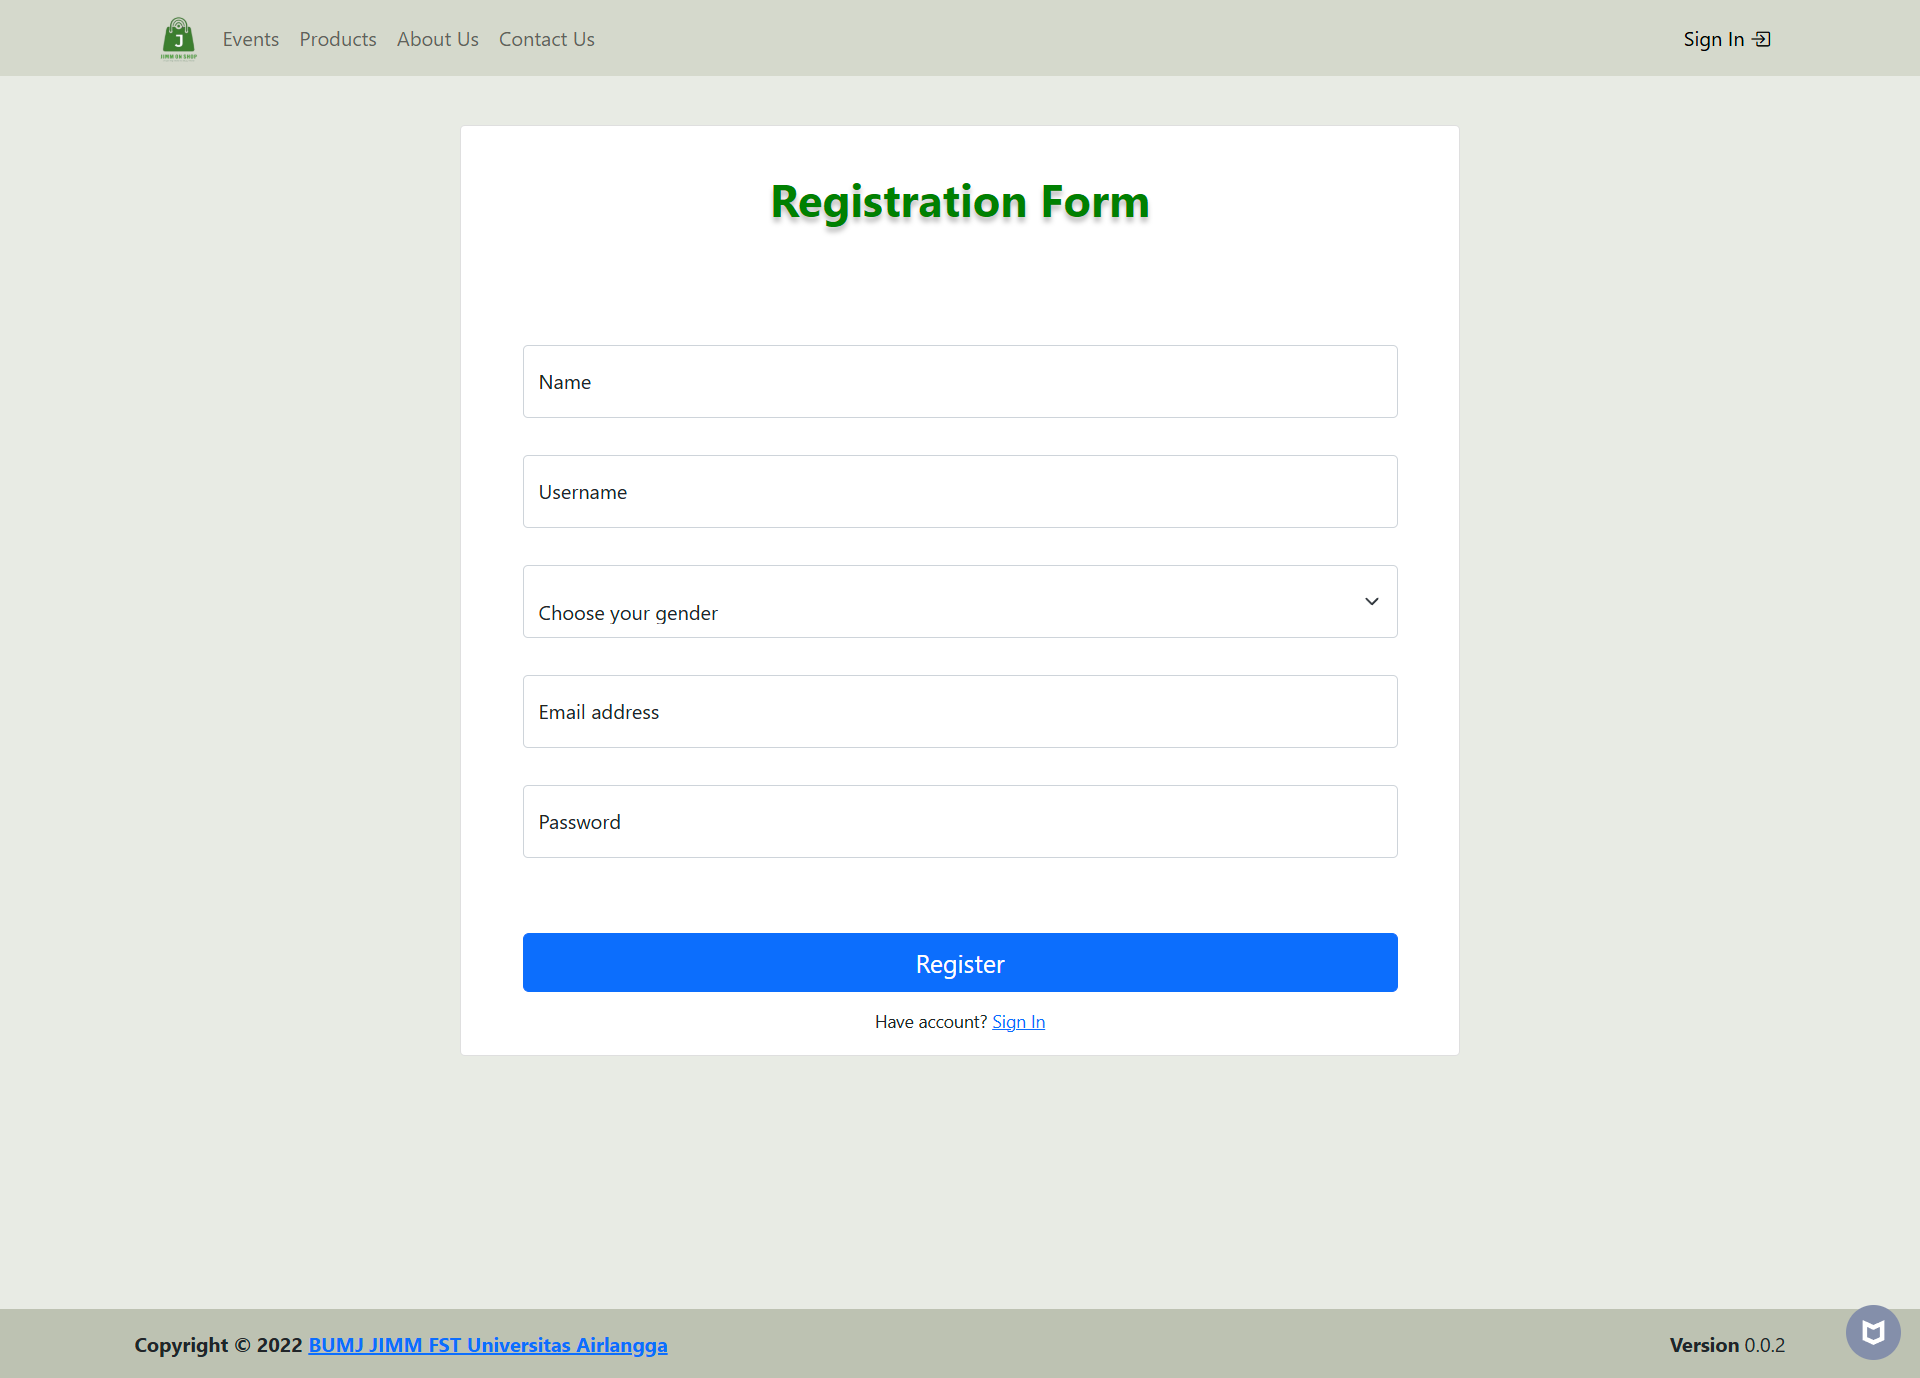 J
JIMM ON SHOP
Events Products About Us Contact Us
Sign In
Registration Form
Name
Username
Choose your gender
Email address
Password
Register
Have account? Sign In
Copyright © 2022 BUMJ JIMM FST Universitas Airlangga
Version 0.0.2